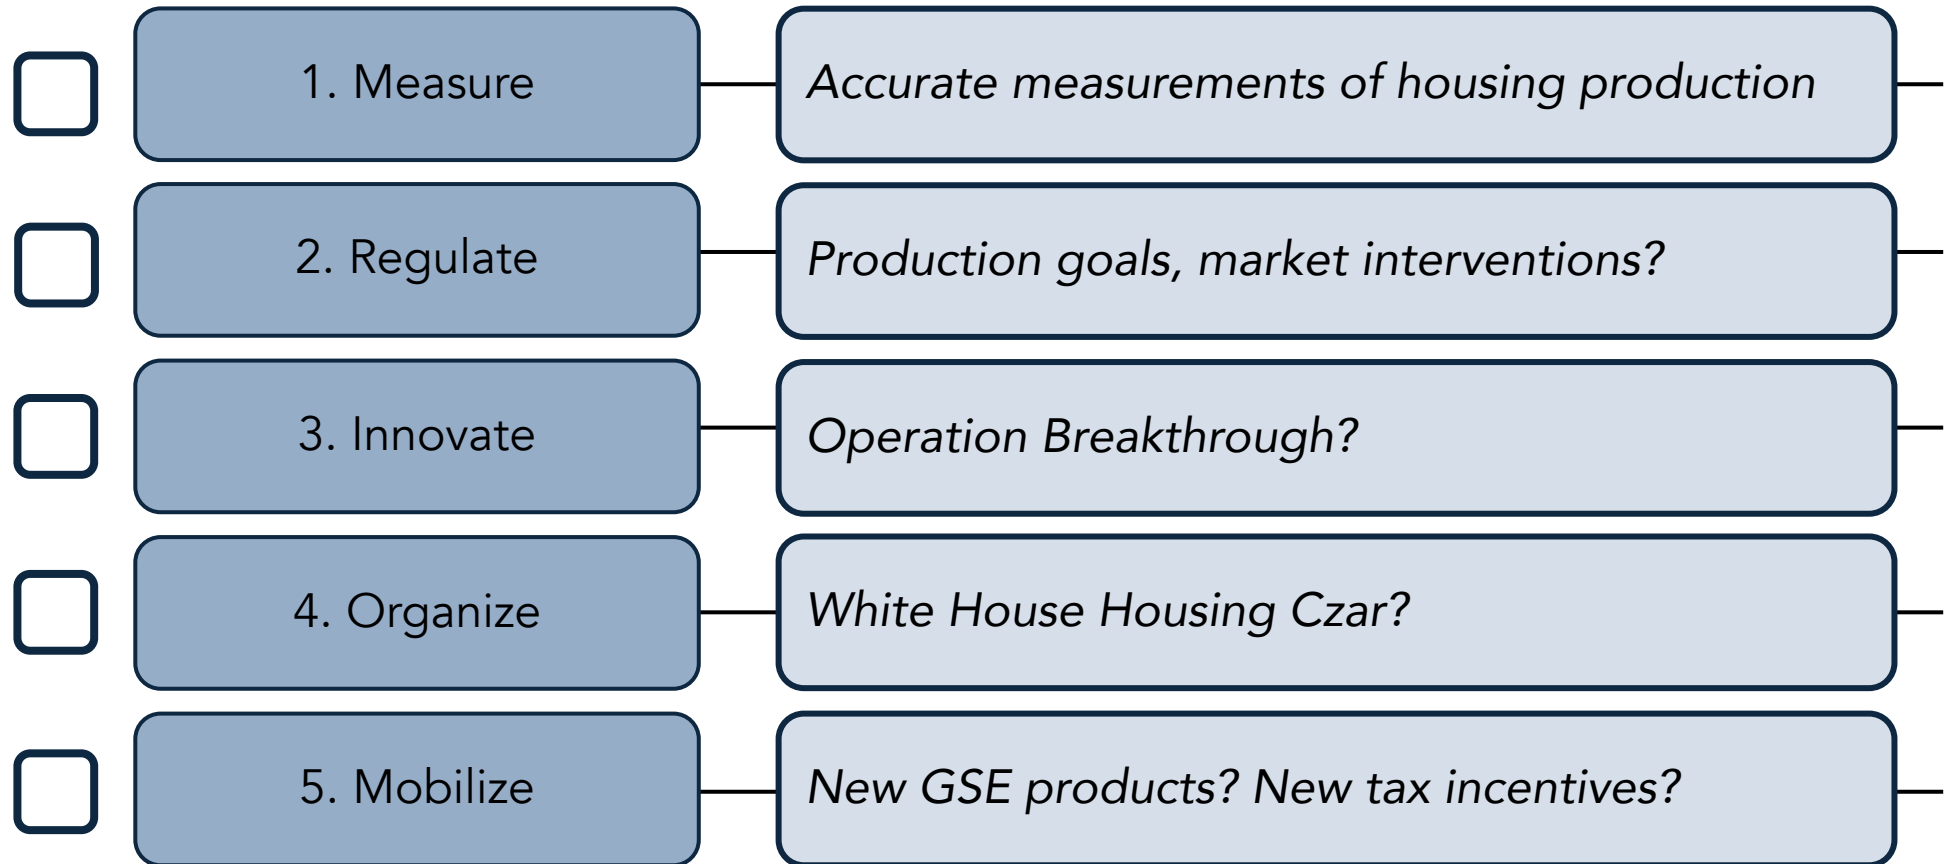 1. Measure
Accurate measurements of housing production
2. Regulate
Production goals, market interventions?
3. Innovate
Operation Breakthrough?
4. Organize
White House Housing Czar?
5. Mobilize
New GSE products? New tax incentives?